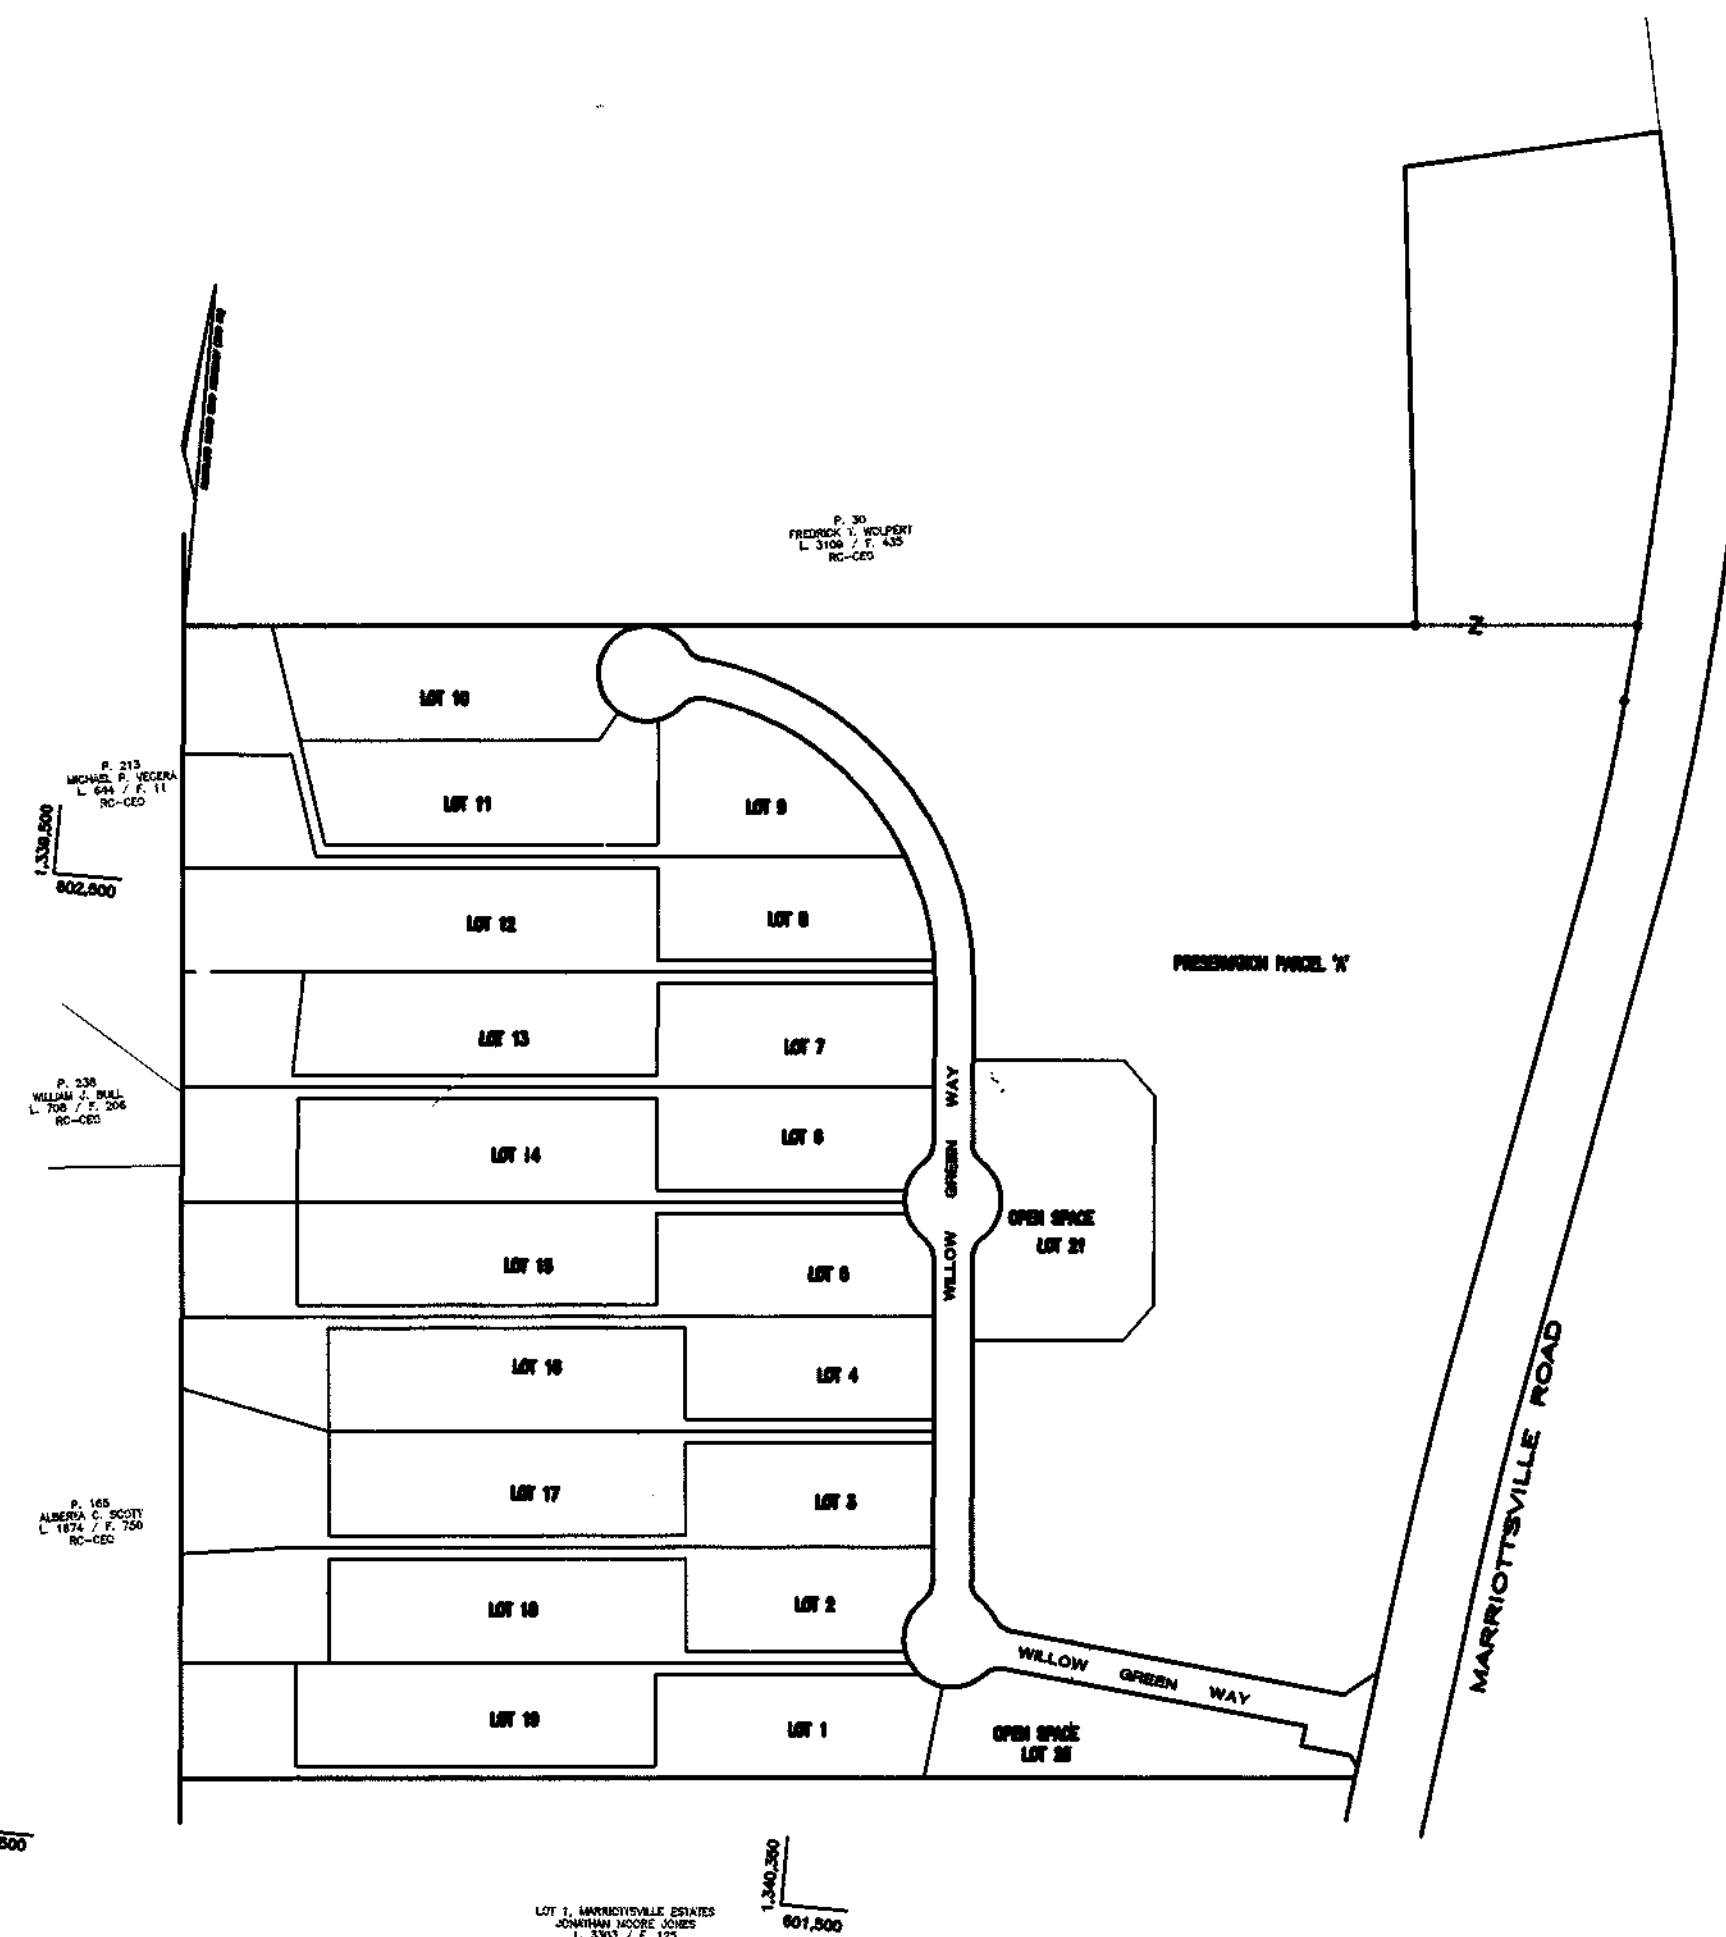 P. 30
FREDRICK T. WOLPERT
L. 3109 / F. 435
RC-CEO
LOT 10
P. 213
MICHAEL P. VECERA
L. 644 / F. 11
RC-CEO
LOT 11
LOT 9
602,500
LOT 12
LOT 8
PRESERVATION PARCEL 'A'
LOT 13
LOT 7
WILLOW GREEN WAY
P. 238
WILLIAM J. BULL
L. 708 / F. 206
RC-CEO
LOT 14
LOT 6
OPEN SPACE
LOT 21
LOT 15
LOT
LOT 16
LOT 4
MARRIOTTSVILLE ROAD
LOT 17
LOT 3
P. 165
ALBERTA C. SCOTT
L. 1874 / F. 750
RC-CEO
LOT 18
LOT 2
WILLOW GREEN WAY
LOT 19
LOT 1
OPEN SPACE
LOT
500
1,340,350
601,500
LOT 1, MARRIOTTSVILLE ESTATES
JONATHAN MOORE JONES